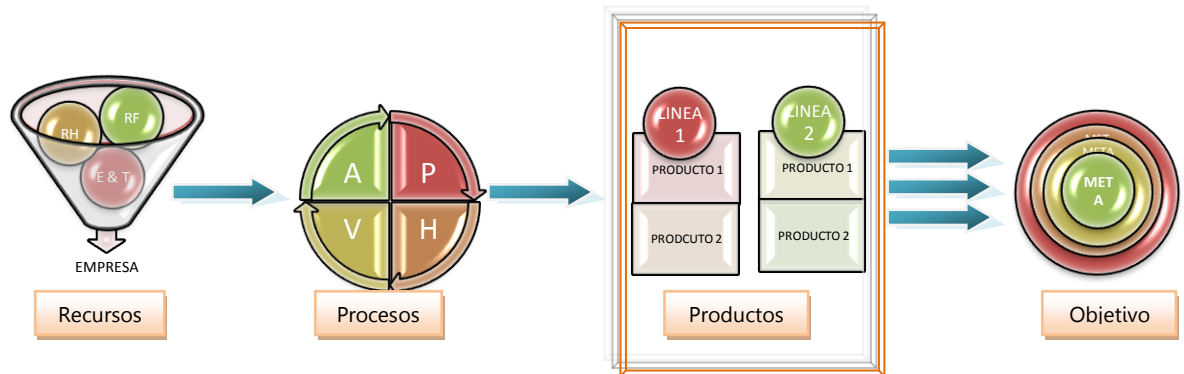 RH
RF
E & T
EMPRESA
Recursos
A
P
V
H
Procesos
LINEA
1
PRODUCTO 1
PRODCUTO 2
LINEA
2
PRODUCTO 1
PRODUCTO 2
Productos
MET
META
MET
A
Objetivo